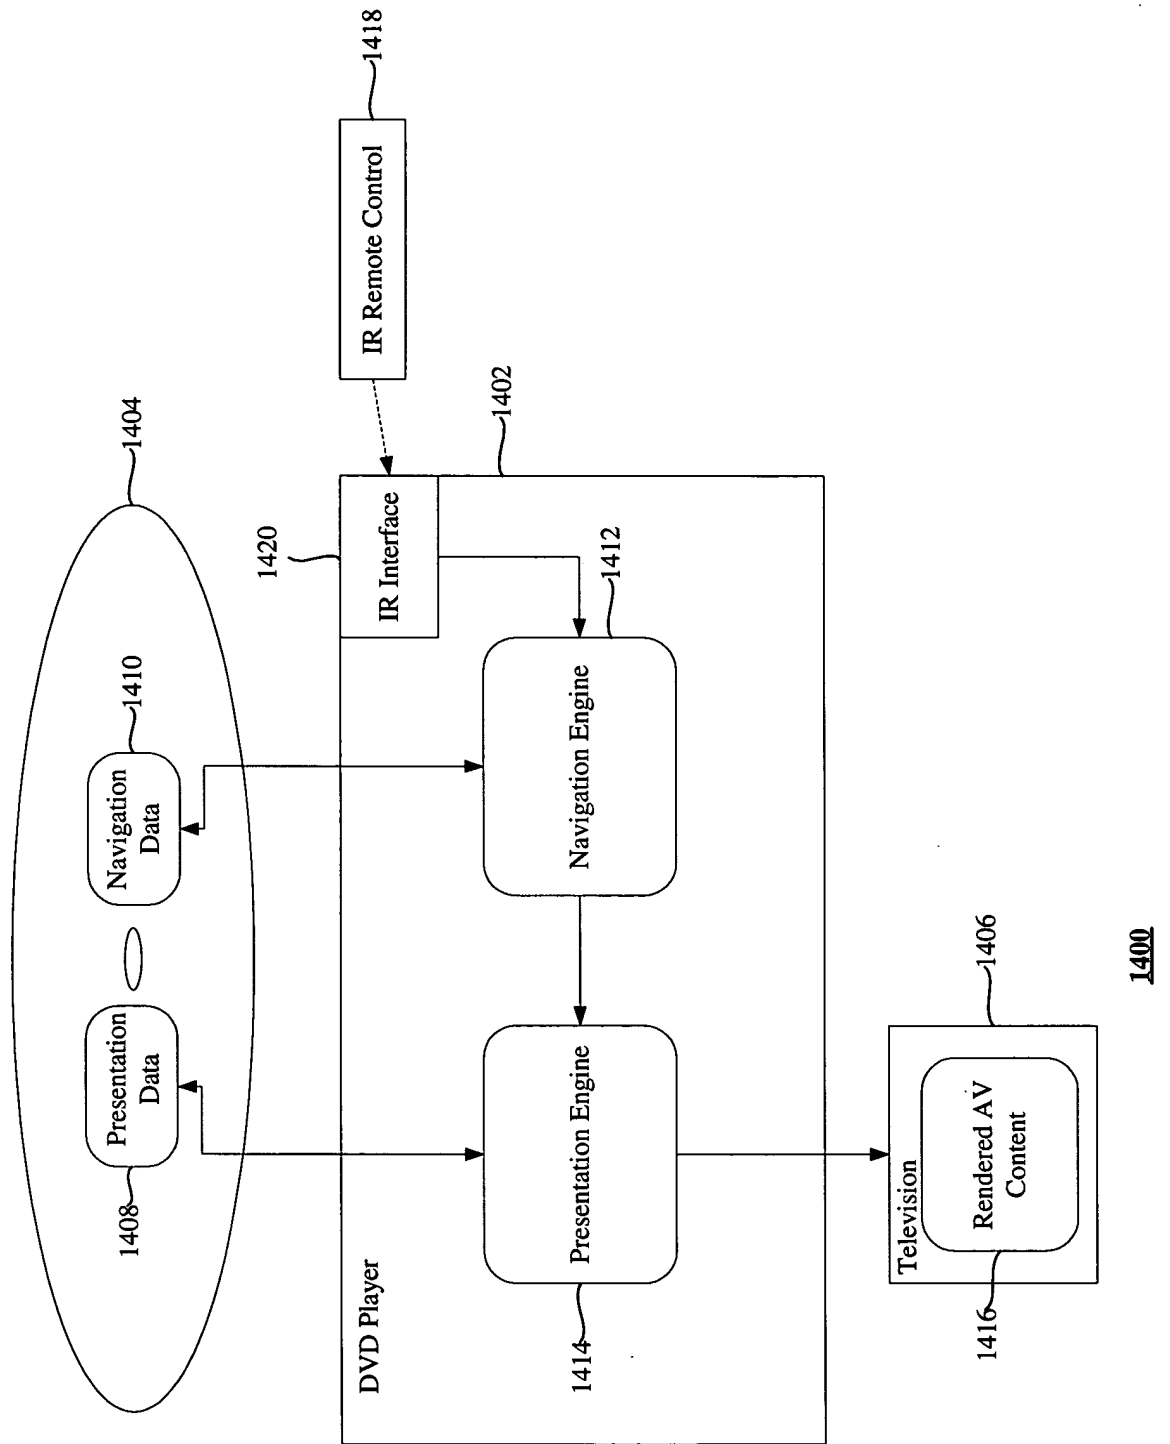 1404
Presentation
Data
1408
Navigation
Data
1410
DVD Player
1420
IR Interface
IR Remote Control
1418
1402
Presentation Engine
1414
Navigation Engine
1412
Television
Rendered AV
Content
1416
1406
1400